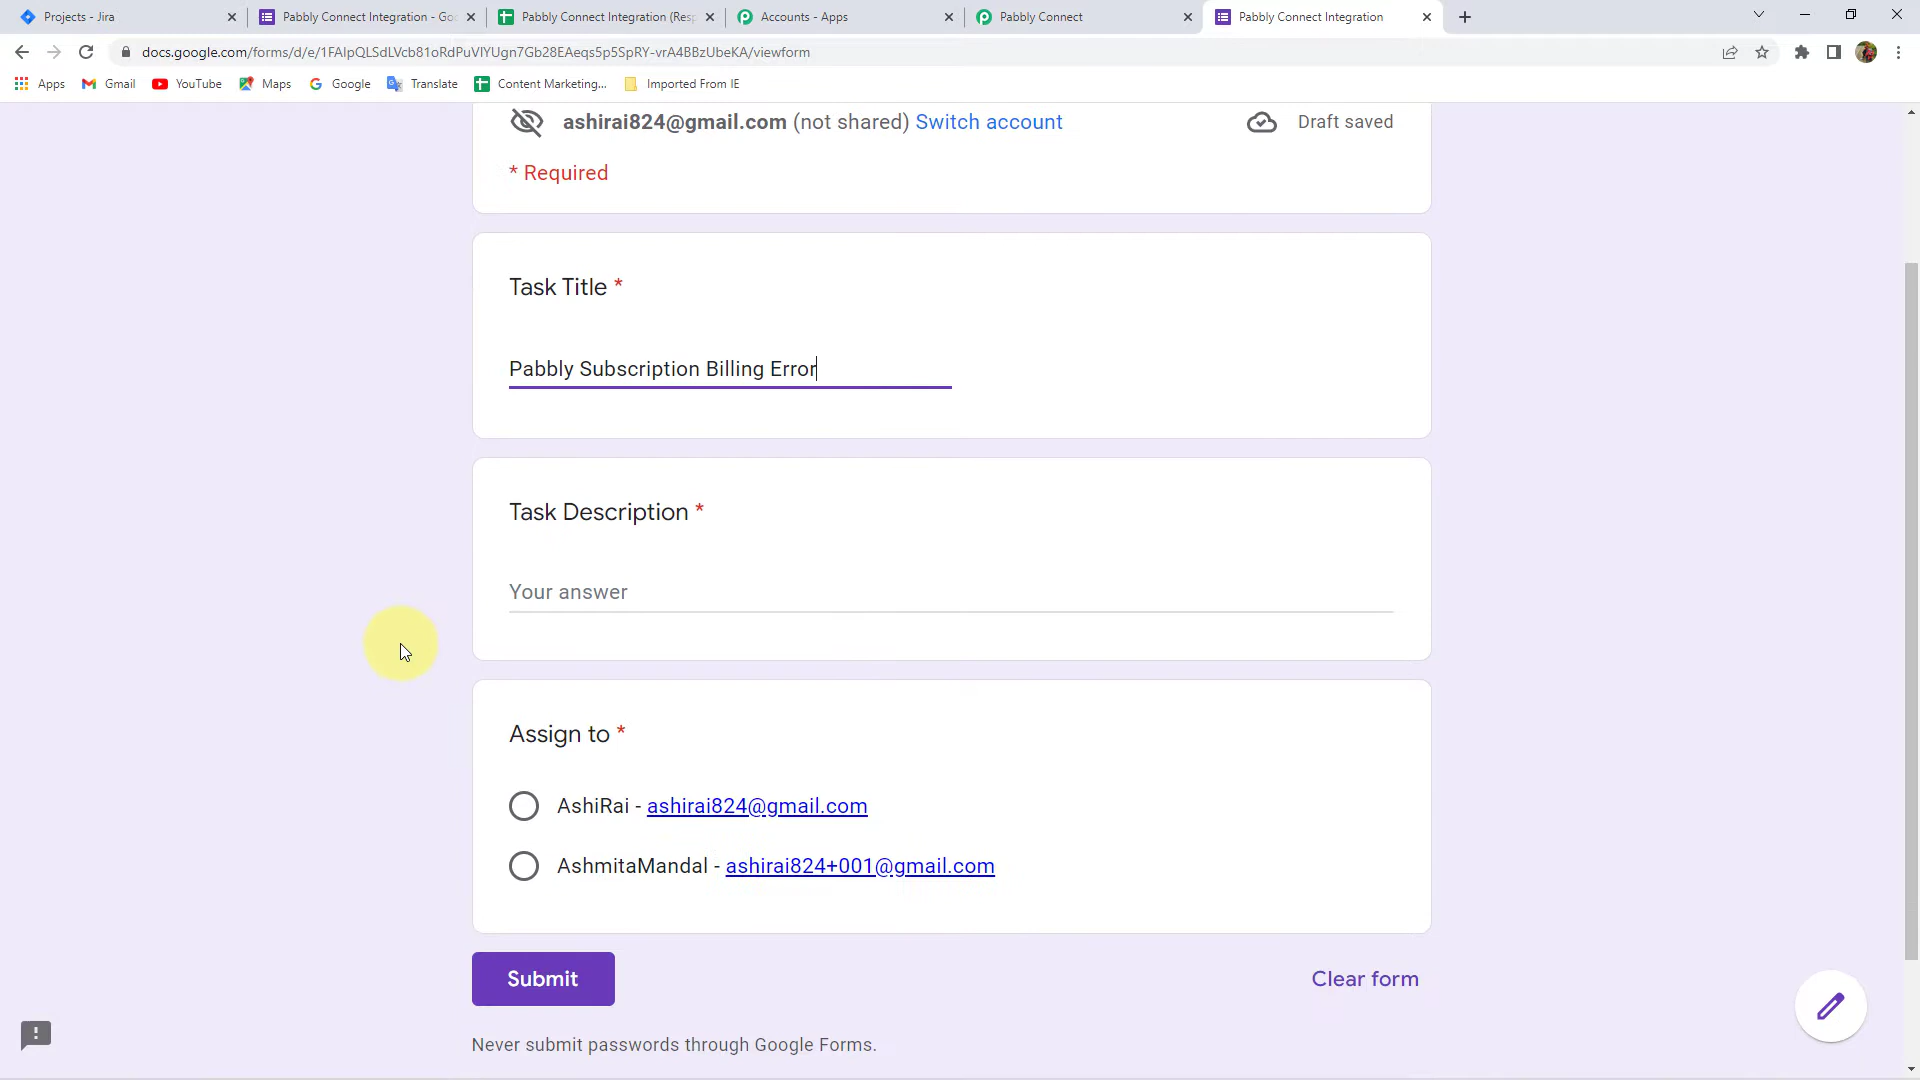 Projects - Jira
Pabbly Connect Integration - Goo
Pabbly Connect Integration (Resp
Accounts - Apps
Pabbly Connect
Pabbly Connect Integration
docs.google.com/forms/d/e/1FAIpQLSdLVcb81oRdPuVlYUgn7Gb28EAeqs5p5SpRY-vrA4BBzUbeKA/viewform
Apps
Gmail
YouTube
Maps
Google
Translate
Content Marketing...
Imported From IE
ashirai824@gmail.com (not shared) Switch account
Draft saved
* Required
Task Title *
Pabbly Subscription Billing Error
Task Description *
Your answer
Assign to *
AshiRai - ashirai824@gmail.com
AshmitaMandal - ashirai824+001@gmail.com
Submit
Clear form
Never submit passwords through Google Forms.